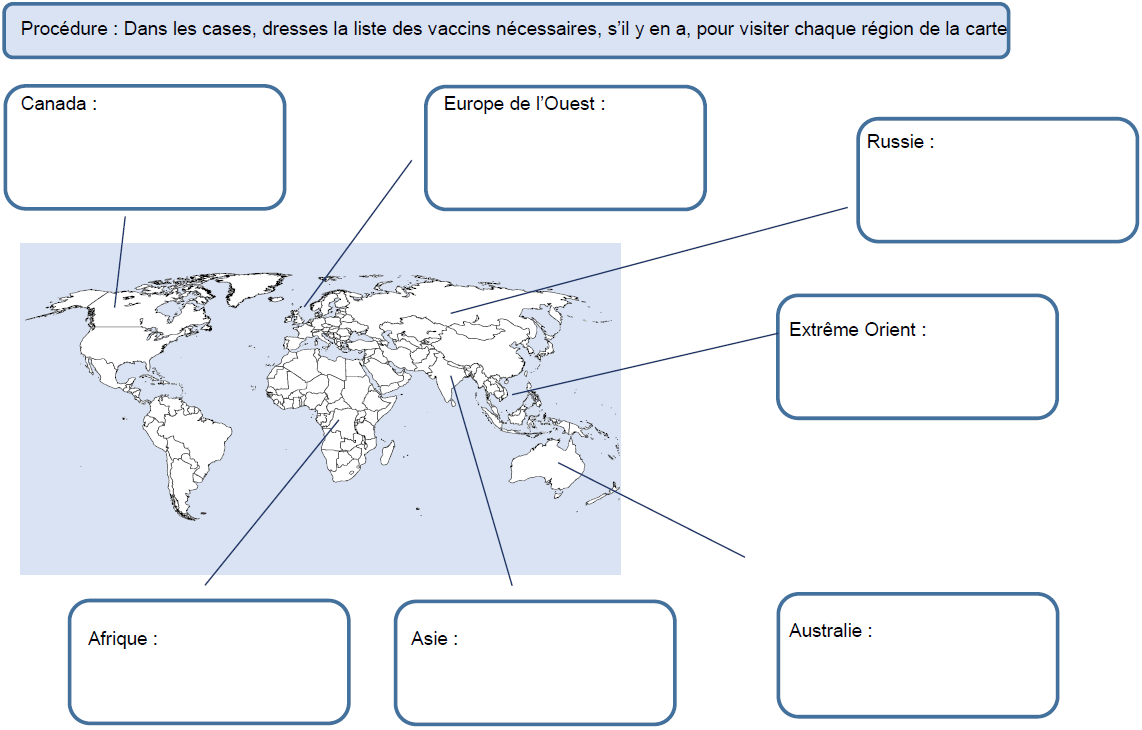 Procédure : Dans les cases, dresses la liste des vaccins nécessaires, s’il y en a, pour visiter chaque région de la carte
Canada :
Europe de l’Ouest :
Russie :
Extrême Orient :
Afrique :
Asie :
Australie :